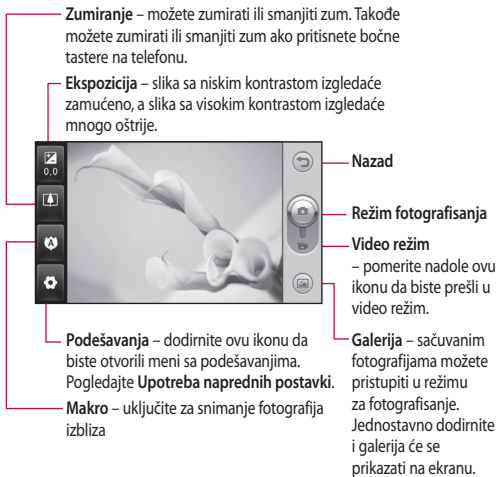 Zumiranje – možete zumirati ili smanjiti zum. Takođe
možete zumirati ili smanjiti zum ako pritisnete bočne
tastere na telefonu.
Ekspozicija – slika sa niskim kontrastom izgledaće
zamućeno, a slika sa visokim kontrastom izgledaće
mnogo oštrije.
0,0
Nazad
Režim fotografisanja
Video režim
– pomerite nadole ovu
ikonu da biste prešli u
video režim.
Podešavanja – dodirnite ovu ikonu da
biste otvorili meni sa podešavanjima.
Pogledajte Upotreba naprednih postavki.
Makro – uključite za snimanje fotografija
izbliza
Galerija – sačuvanim
fotografijama možete
pristupiti u režimu
za fotografisanje.
Jednostavno dodirnite
i galerija će se
prikazati na ekranu.